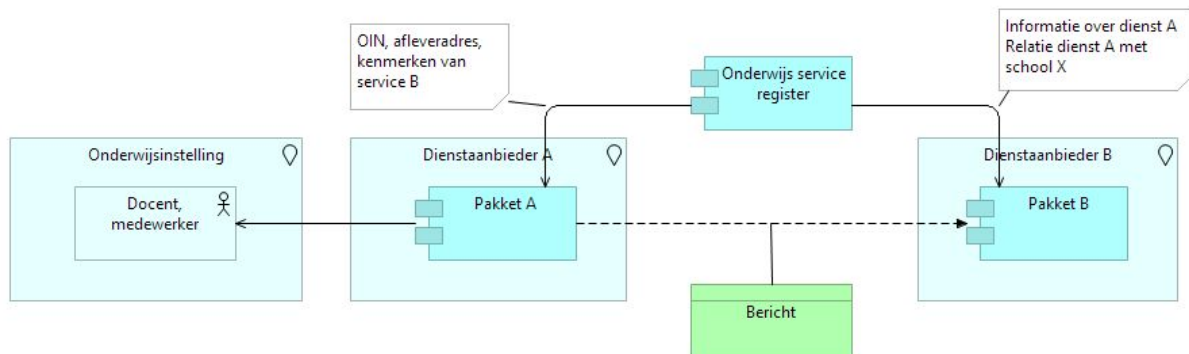 OIN, afleveradres,
kenmerken van
service B
Onderwijs service
register
Informatie over dienst A
Relatie dienst A met
school X
Onderwijsinstelling
Docent,
medewerker
Dienstaanbieder A
Pakket A
Dienstaanbieder B
Pakket B
Bericht